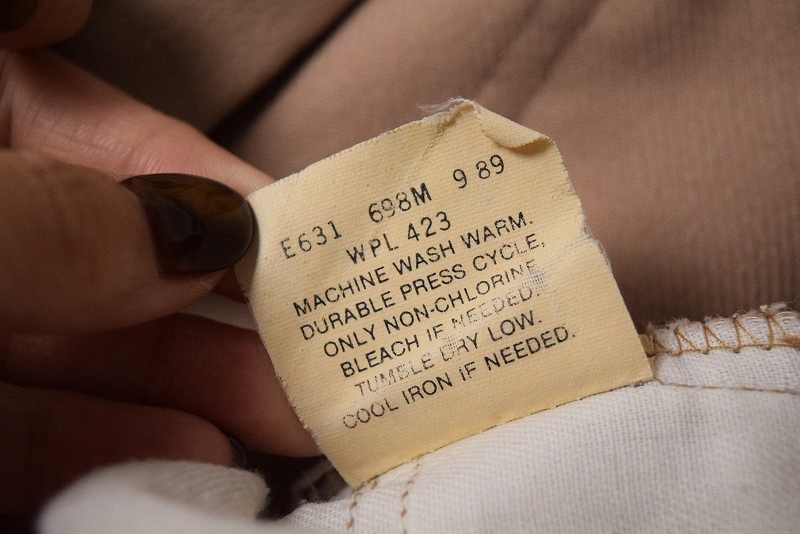 E631 698M 9 89
WPL 423
MACHINE WASH WARM.
DURABLE PRESS CYCLE,
ONLY NON-CHLORINE
BLEACH IF NEEDED.
TUMBLE DRY LOW.
COOL IRON IF NEEDED.